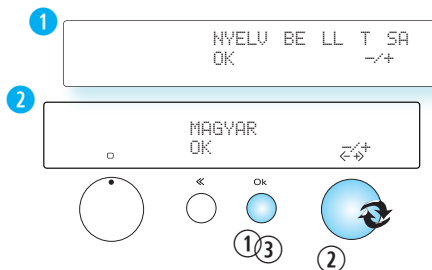 1
NYELV BE LL T SA
OK -/+
2
MAGYAR
OK -/+
« Ok
1 3 2